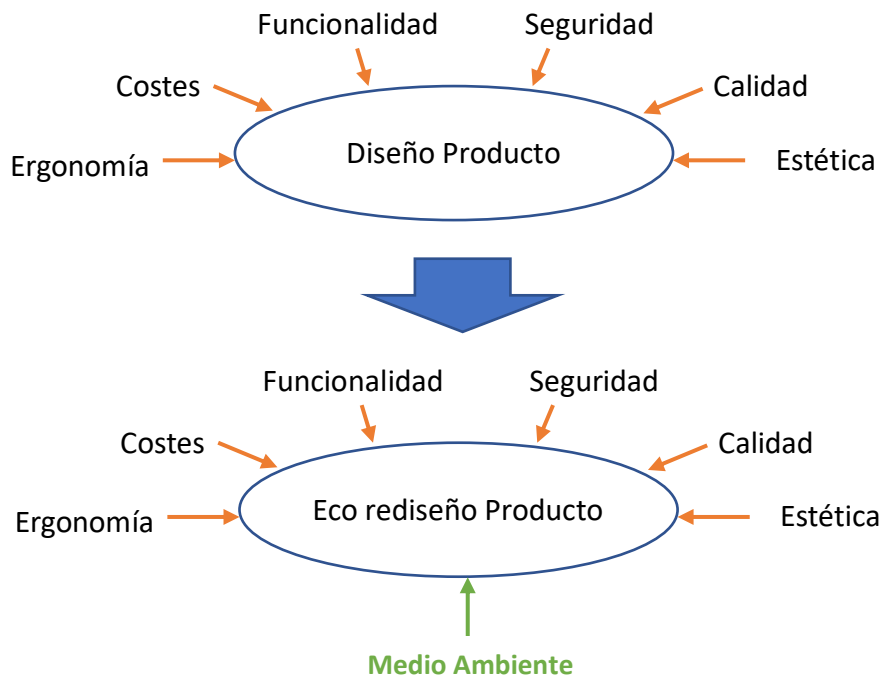 Funcionalidad
Seguridad
Costes
Calidad
Ergonomía
Diseño Producto
Estética
Funcionalidad
Seguridad
Costes
Calidad
Ergonomía
Eco rediseño Producto
Estética
Medio Ambiente